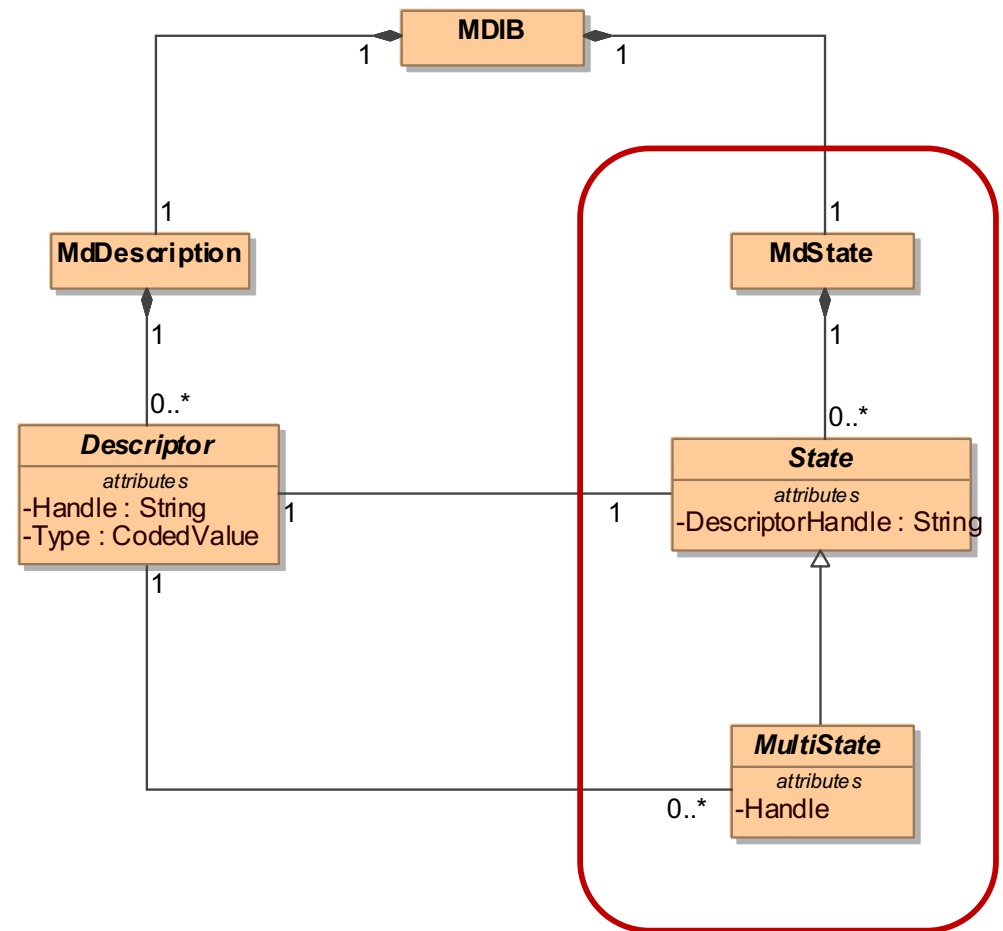 MDIB
1
1
1
1
MdDescription
MdState
1
1
0..*
0..*
Descriptor
attributes
-Handle : String
-Type : CodedValue
State
attributes
-DescriptorHandle : String
1
1
1
MultiState
attributes
-Handle
0..*